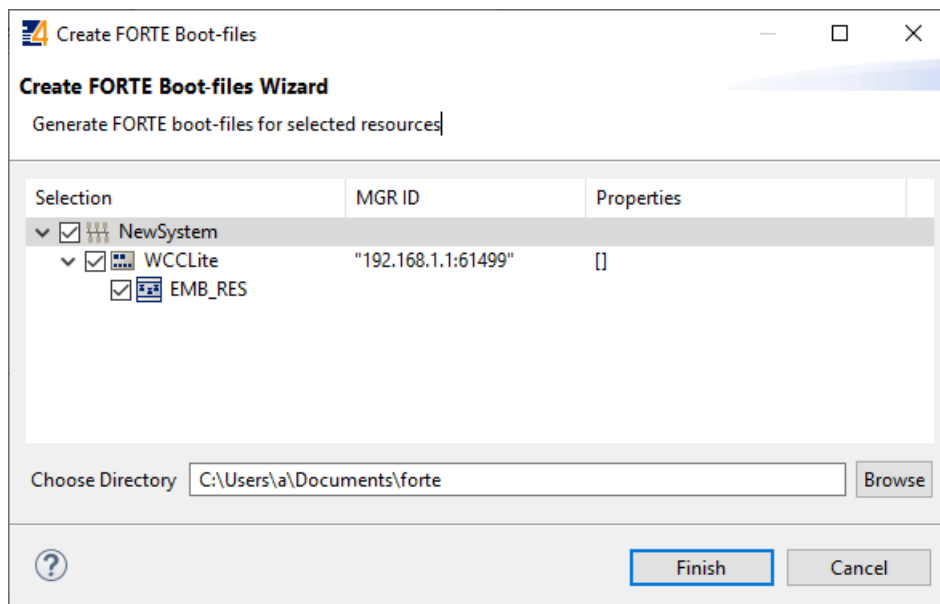 Create FORTE Boot-files
Create FORTE Boot-files Wizard
Generate FORTE boot-files for selected resources
Selection MGR ID Properties
NewSystem
WCCLite "192.168.1.1:61499" []
EMB_RES
Choose Directory C:\Users\a\Documents\forte Browse
Finish Cancel